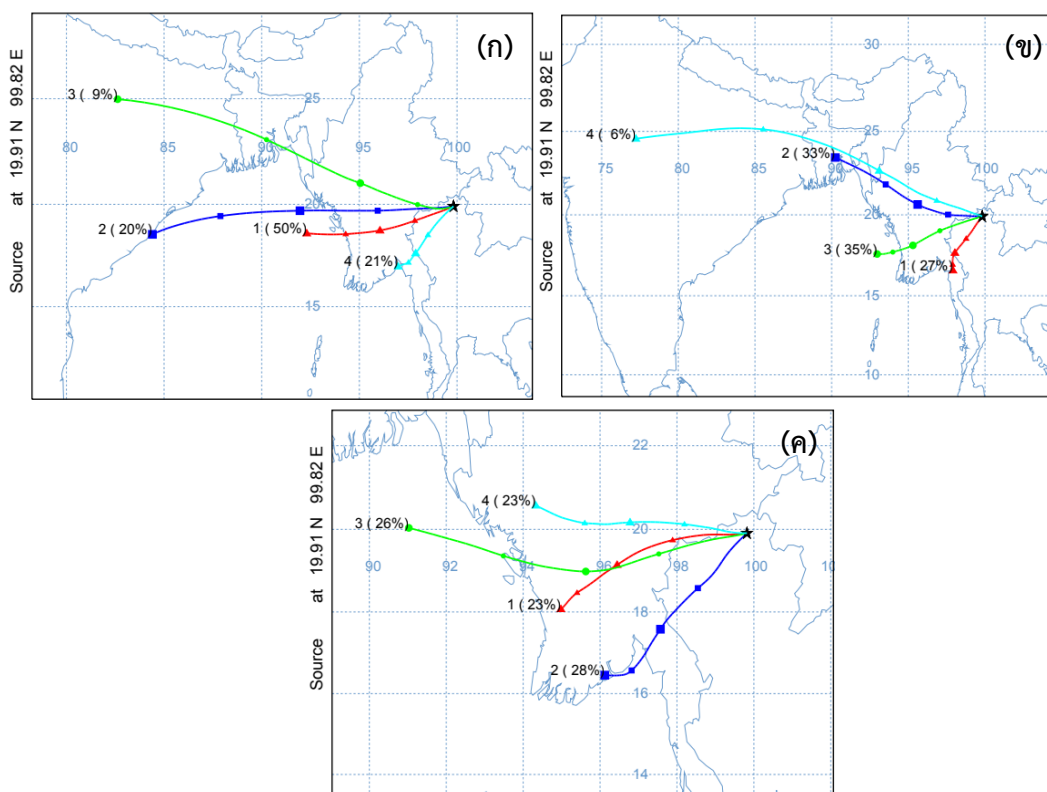 (ก)
Source at 19.91 N 99.82 E
3 ( 9%)
25
80
85
90
95
100
20
2 ( 20%)
1 ( 50%)
4 ( 21%)
15
(ข)
Source at 19.91 N 99.82 E
30
25
4 ( 6%)
2 ( 33%)
75
80
85
90
95
100
20
3 ( 35%)
1 ( 27%)
15
10
(ค)
Source at 19.91 N 99.82 E
22
4 ( 23%)
3 ( 26%)
20
90
92
94
96
98
100
10
1 ( 23%)
18
2 ( 28%)
16
14